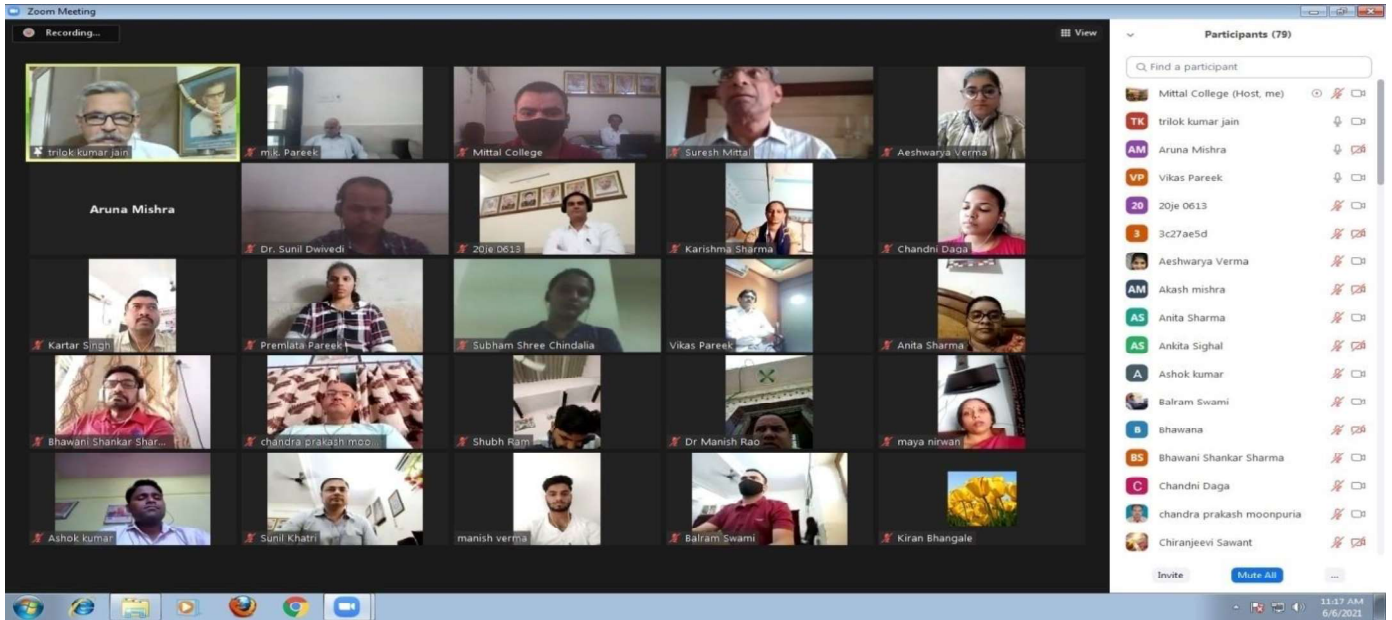 Zoom Meeting
Recording...
View
trilok kumar jain
m.k. Pareek
Mittal College
Suresh Mittal
Aeshwarya Verma
Aruna Mishra
Dr. Sunil Dwivedi
20je 0613
Karishma Sharma
Chandni Daga
Kartar Singh
Premlata Pareek
Subham Shree Chindalia
Vikas Pareek
Anita Sharma
Bhawani Shankar Shar...
chandra prakash moo...
Shubh Ram
Dr Manish Rao
maya nirwan
Ashok kumar
Sunil Khatri
manish verma
Balram Swami
Kiran Bhangale
Participants (79)
Find a participant
Mittal College (Host, me)
TK trilok kumar jain
AM Aruna Mishra
VP Vikas Pareek
20 20je 0613
3 3c27ae5d
Aeshwarya Verma
AM Akash mishra
AS Anita Sharma
AS Ankita Sighal
A Ashok kumar
Balram Swami
B Bhawana
BS Bhawani Shankar Sharma
C Chandni Daga
chandra prakash moonpuria
Chiranjeevi Sawant
Invite Mute All ...
11:17 AM
6/6/2021